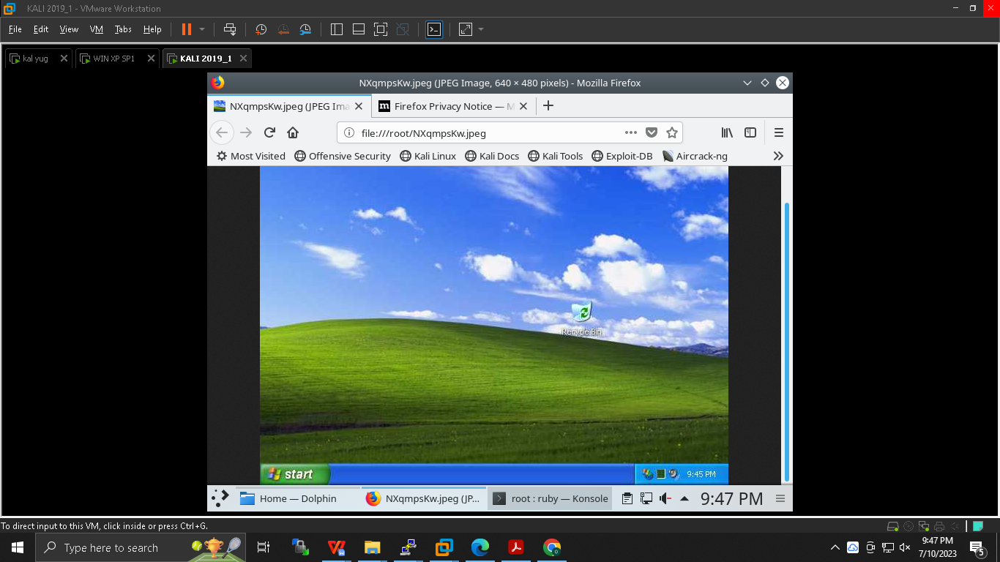 KALI 2019_1 - VMware Workstation
File Edit View VM Tabs Help
kal yug WIN XP SP1 KALI 2019_1
NXqmpsKw.jpeg (JPEG Image, 640 × 480 pixels) - Mozilla Firefox
NXqmpsKw.jpeg (JPEG Ima m Firefox Privacy Notice — M
file:///root/NXqmpsKw.jpeg
Most Visited Offensive Security Kali Linux Kali Docs Kali Tools Exploit-DB Aircrack-ng
Recycle Bin
start 9:45 PM
Home — Dolphin NXqmpsKw.jpeg (JP... root : ruby — Konsole 9:47 PM
To direct input to this VM, click inside or press Ctrl+G.
Type here to search
9:47 PM
7/10/2023
5